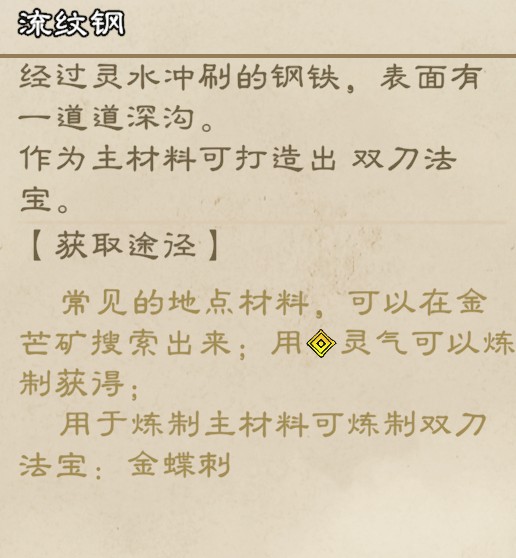 流纹钢
经过灵水冲刷的钢铁，表面有
一道道深沟。
作为主材料可打造出 双刀法
宝。
【获取途径】
常见的地点材料，可以在金
芒矿搜索出来；用灵气可以炼
制获得；
用于炼制主材料可炼制双刀
法宝：金蝶刺